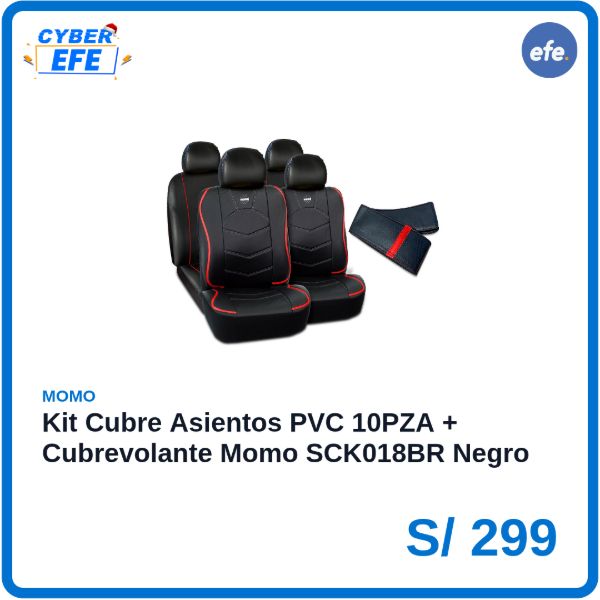 CYBER
EFE
efe.
MOMO
Kit Cubre Asientos PVC 10PZA +
Cubrevolante Momo SCK018BR Negro
S/ 299